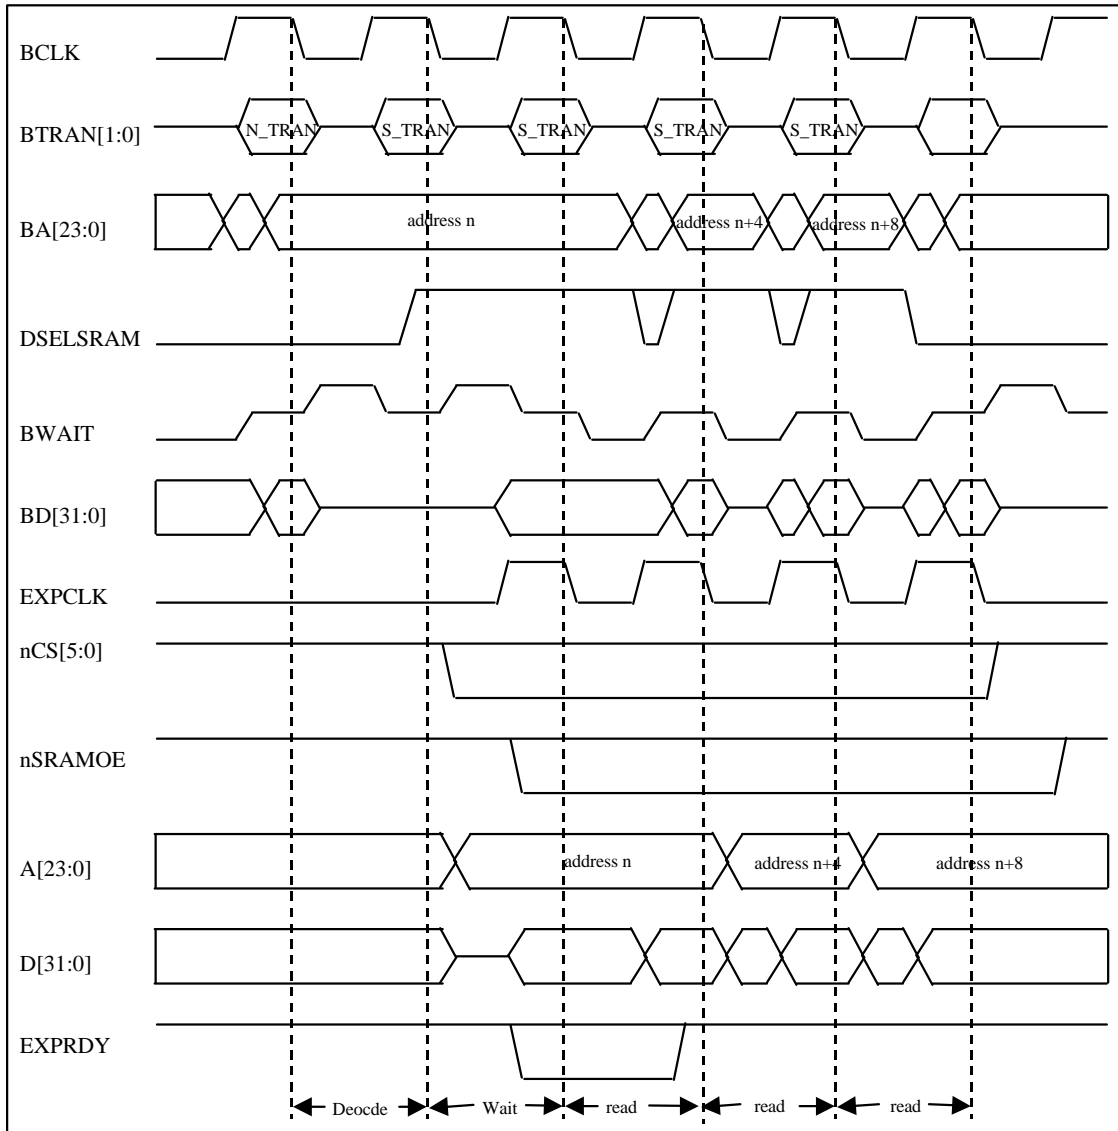 BCLK
BTRAN[1:0]
N_TRAN S_TRAN S_TRAN S_TRAN S_TRAN
BA[23:0]
address n address n+4 address n+8
DSELSRAM
BWAIT
BD[31:0]
EXPCLK
nCS[5:0]
nSRAMOE
A[23:0]
address n address n+4 address n+8
D[31:0]
EXPRDY
Deocde Wait read read read